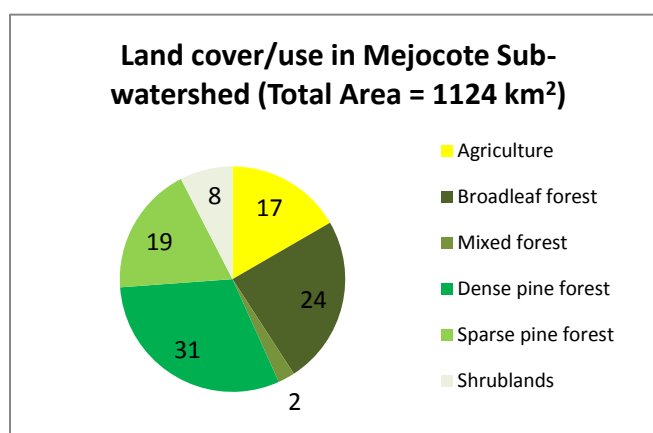 Land cover/use in Mejocote Sub-
watershed (Total Area = 1124 km²)
8
17
19
24
31
2
Agriculture
Broadleaf forest
Mixed forest
Dense pine forest
Sparse pine forest
Shrublands